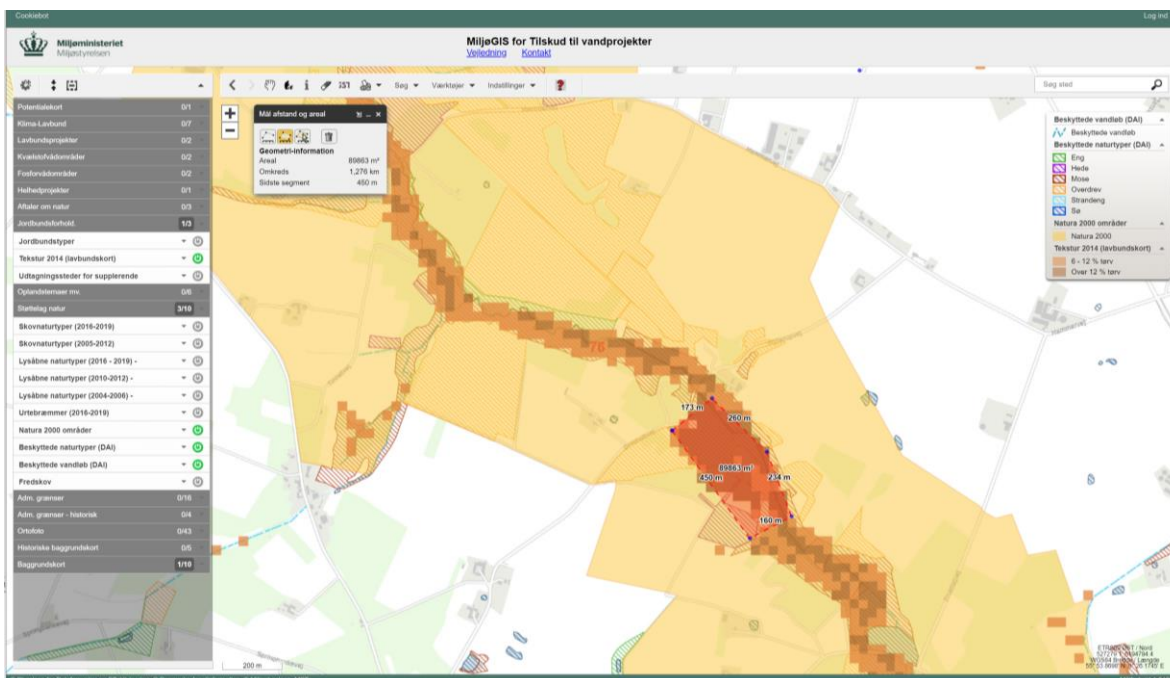 Cookiebot
Log ind
Miljøministeriet
Miljøstyrelsen
MiljøGIS for Tilskud til vandprojekter
Vejledning Kontakt
Søg Værktøjer Indstillinger ?
Søg sted
Potentialekort 0/1
Klima-Lavbund 0/7
Lavbundsprojekter 0/2
Kvælstofvådområder 0/2
Fosforvådområder 0/2
Helhedprojekter 0/1
Aftaler om natur 0/3
Jordbundsforhold. 1/3
Jordbundstyper
Tekstur 2014 (lavbundskort)
Udtagningssteder for supplerende
Oplandstemaer mv. 0/6
Støttelag natur 3/10
Skovnaturtyper (2016-2019)
Skovnaturtyper (2005-2012)
Lysåbne naturtyper (2016 - 2019) -
Lysåbne naturtyper (2010-2012) -
Lysåbne naturtyper (2004-2006) -
Urtebræmmer (2016-2019)
Natura 2000 områder
Beskyttede naturtyper (DAI)
Beskyttede vandløb (DAI)
Fredskov
Adm. grænser 0/16
Adm. grænser - historisk 0/4
Ortofoto 0/43
Historiske baggrundskort 0/5
Baggrundskort 1/10
+
−
Mål afstand og areal
Geometri-information
Areal 89863 m²
Omkreds 1,276 km
Sidste segment 450 m
76
173 m
260 m
89863 m²
450 m
234 m
160 m
200 m
Beskyttede vandløb (DAI)
Beskyttede vandløb
Beskyttede naturtyper (DAI)
Eng
Hede
Mose
Overdrev
Strandeng
Sø
Natura 2000 områder
Natura 2000
Tekstur 2014 (lavbundskort)
6 - 12 % tørv
Over 12 % tørv